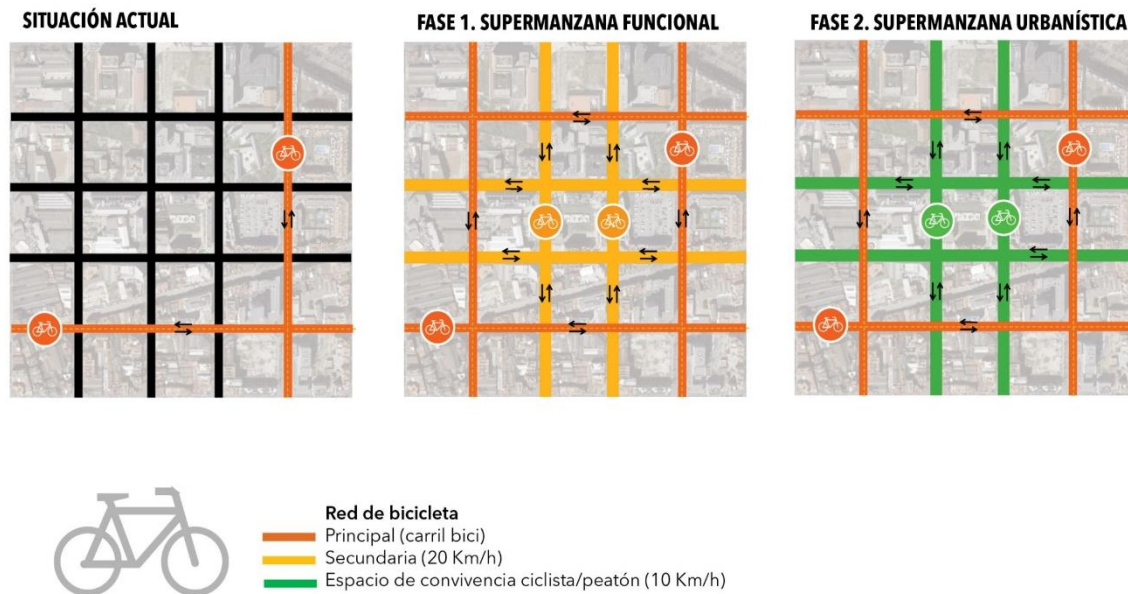 SITUACIÓN ACTUAL
FASE 1. SUPERMANZANA FUNCIONAL
FASE 2. SUPERMANZANA URBANÍSTICA
Red de bicicleta
Principal (carril bici)
Secundaria (20 Km/h)
Espacio de convivencia ciclista/peatón (10 Km/h)